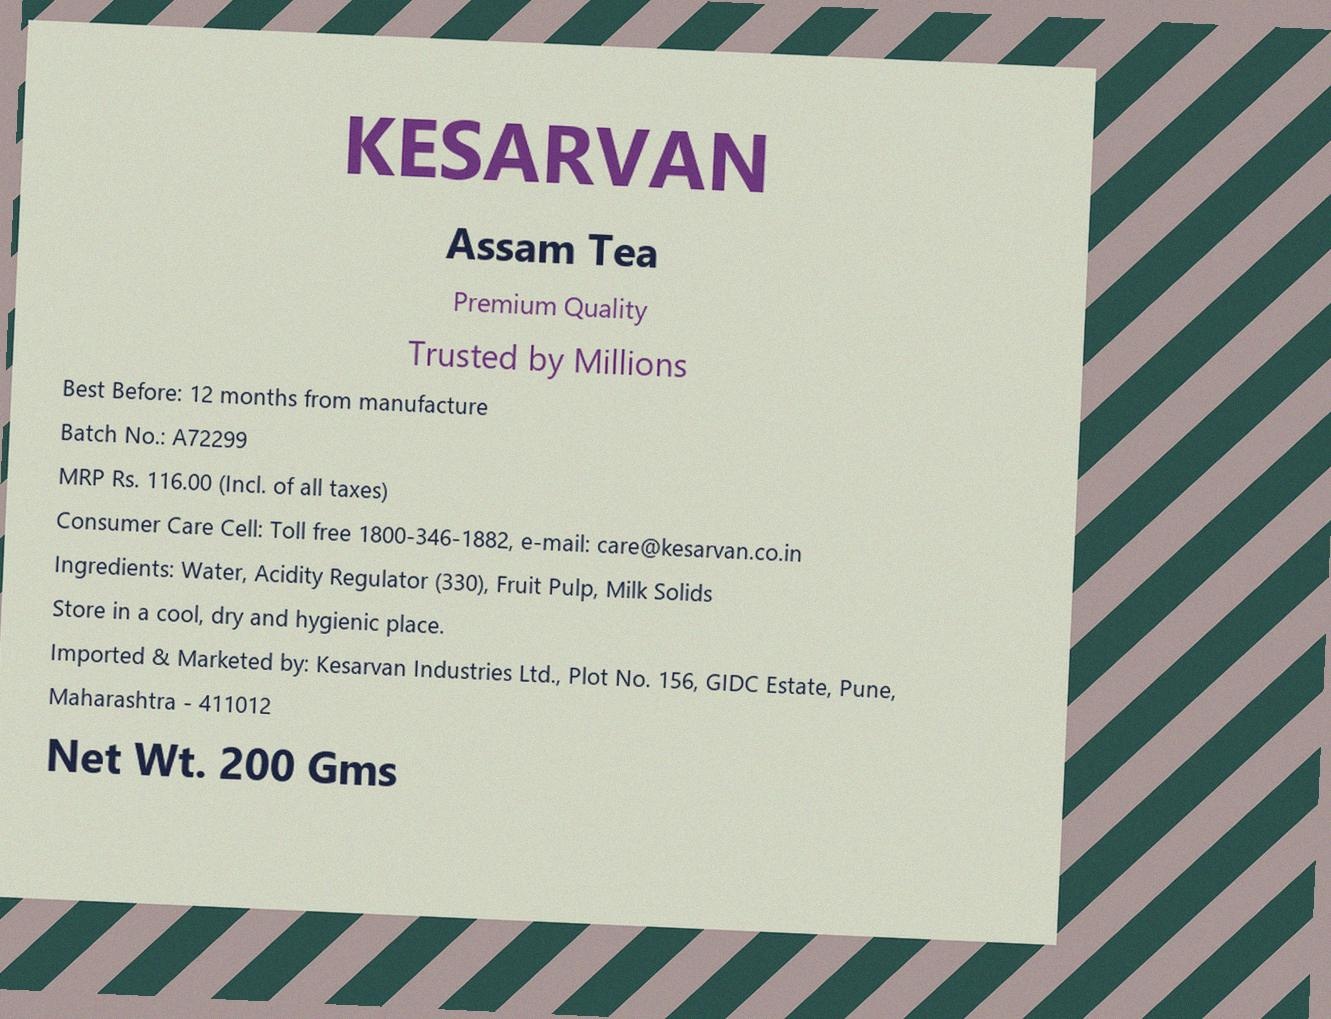 KESARVAN
Assam Tea
Premium Quality
Trusted by Millions
Best Before: 12 months from manufacture
Batch No.: A72299
MRP Rs. 116.00 (Incl. of all taxes)
Consumer Care Cell: Toll free 1800-346-1882, e-mail: care@kesarvan.co.in
Ingredients: Water, Acidity Regulator (330), Fruit Pulp, Milk Solids
Store in a cool, dry and hygienic place.
Imported & Marketed by: Kesarvan Industries Ltd., Plot No. 156, GIDC Estate, Pune,
Maharashtra - 411012
Net Wt. 200 Gms